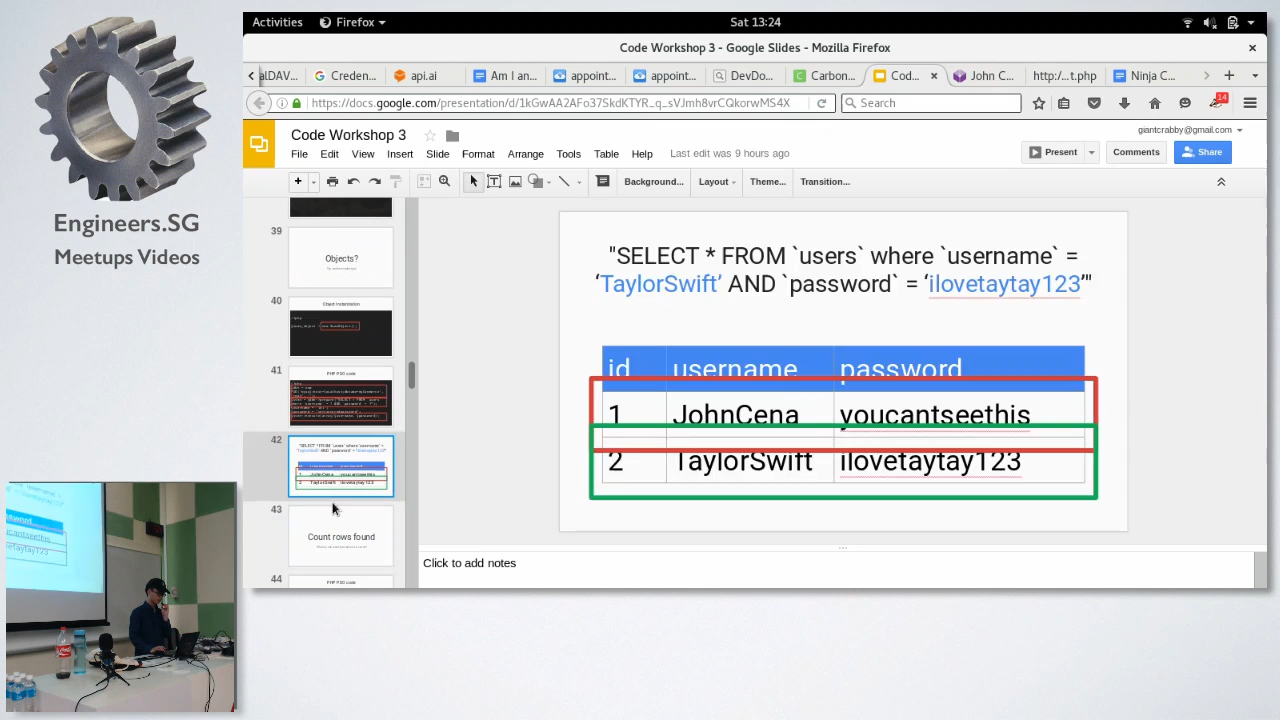 Activities Firefox Sat 13:24
Code Workshop 3 - Google Slides - Mozilla Firefox
alDAV... Creden... api.ai Am I an... appoint... appoint... DevDo... Carbon... Cod... John C... http:/...t.php Ninja C...
https://docs.google.com/presentation/d/1kGwAA2AFo37SkdKTYR_q_sVJmh8vrCQkorwMS4X Search 14
Code Workshop 3
giantcrabby@gmail.com
File Edit View Insert Slide Format Arrange Tools Table Help Last edit was 9 hours ago
Present Comments Share
Background... Layout Theme... Transition...
Engineers.SG
Meetups Videos
39
Objects?
40
Object Instantiation
41
PHP PDO code
42
43
Count rows found
44
PHP PDO code
"SELECT * FROM `users` where `username` =
‘TaylorSwift’ AND `password` = ‘ilovetaytay123’"
id username password
1 JohnCena youcantseethis
2 TaylorSwift ilovetaytay123
Click to add notes